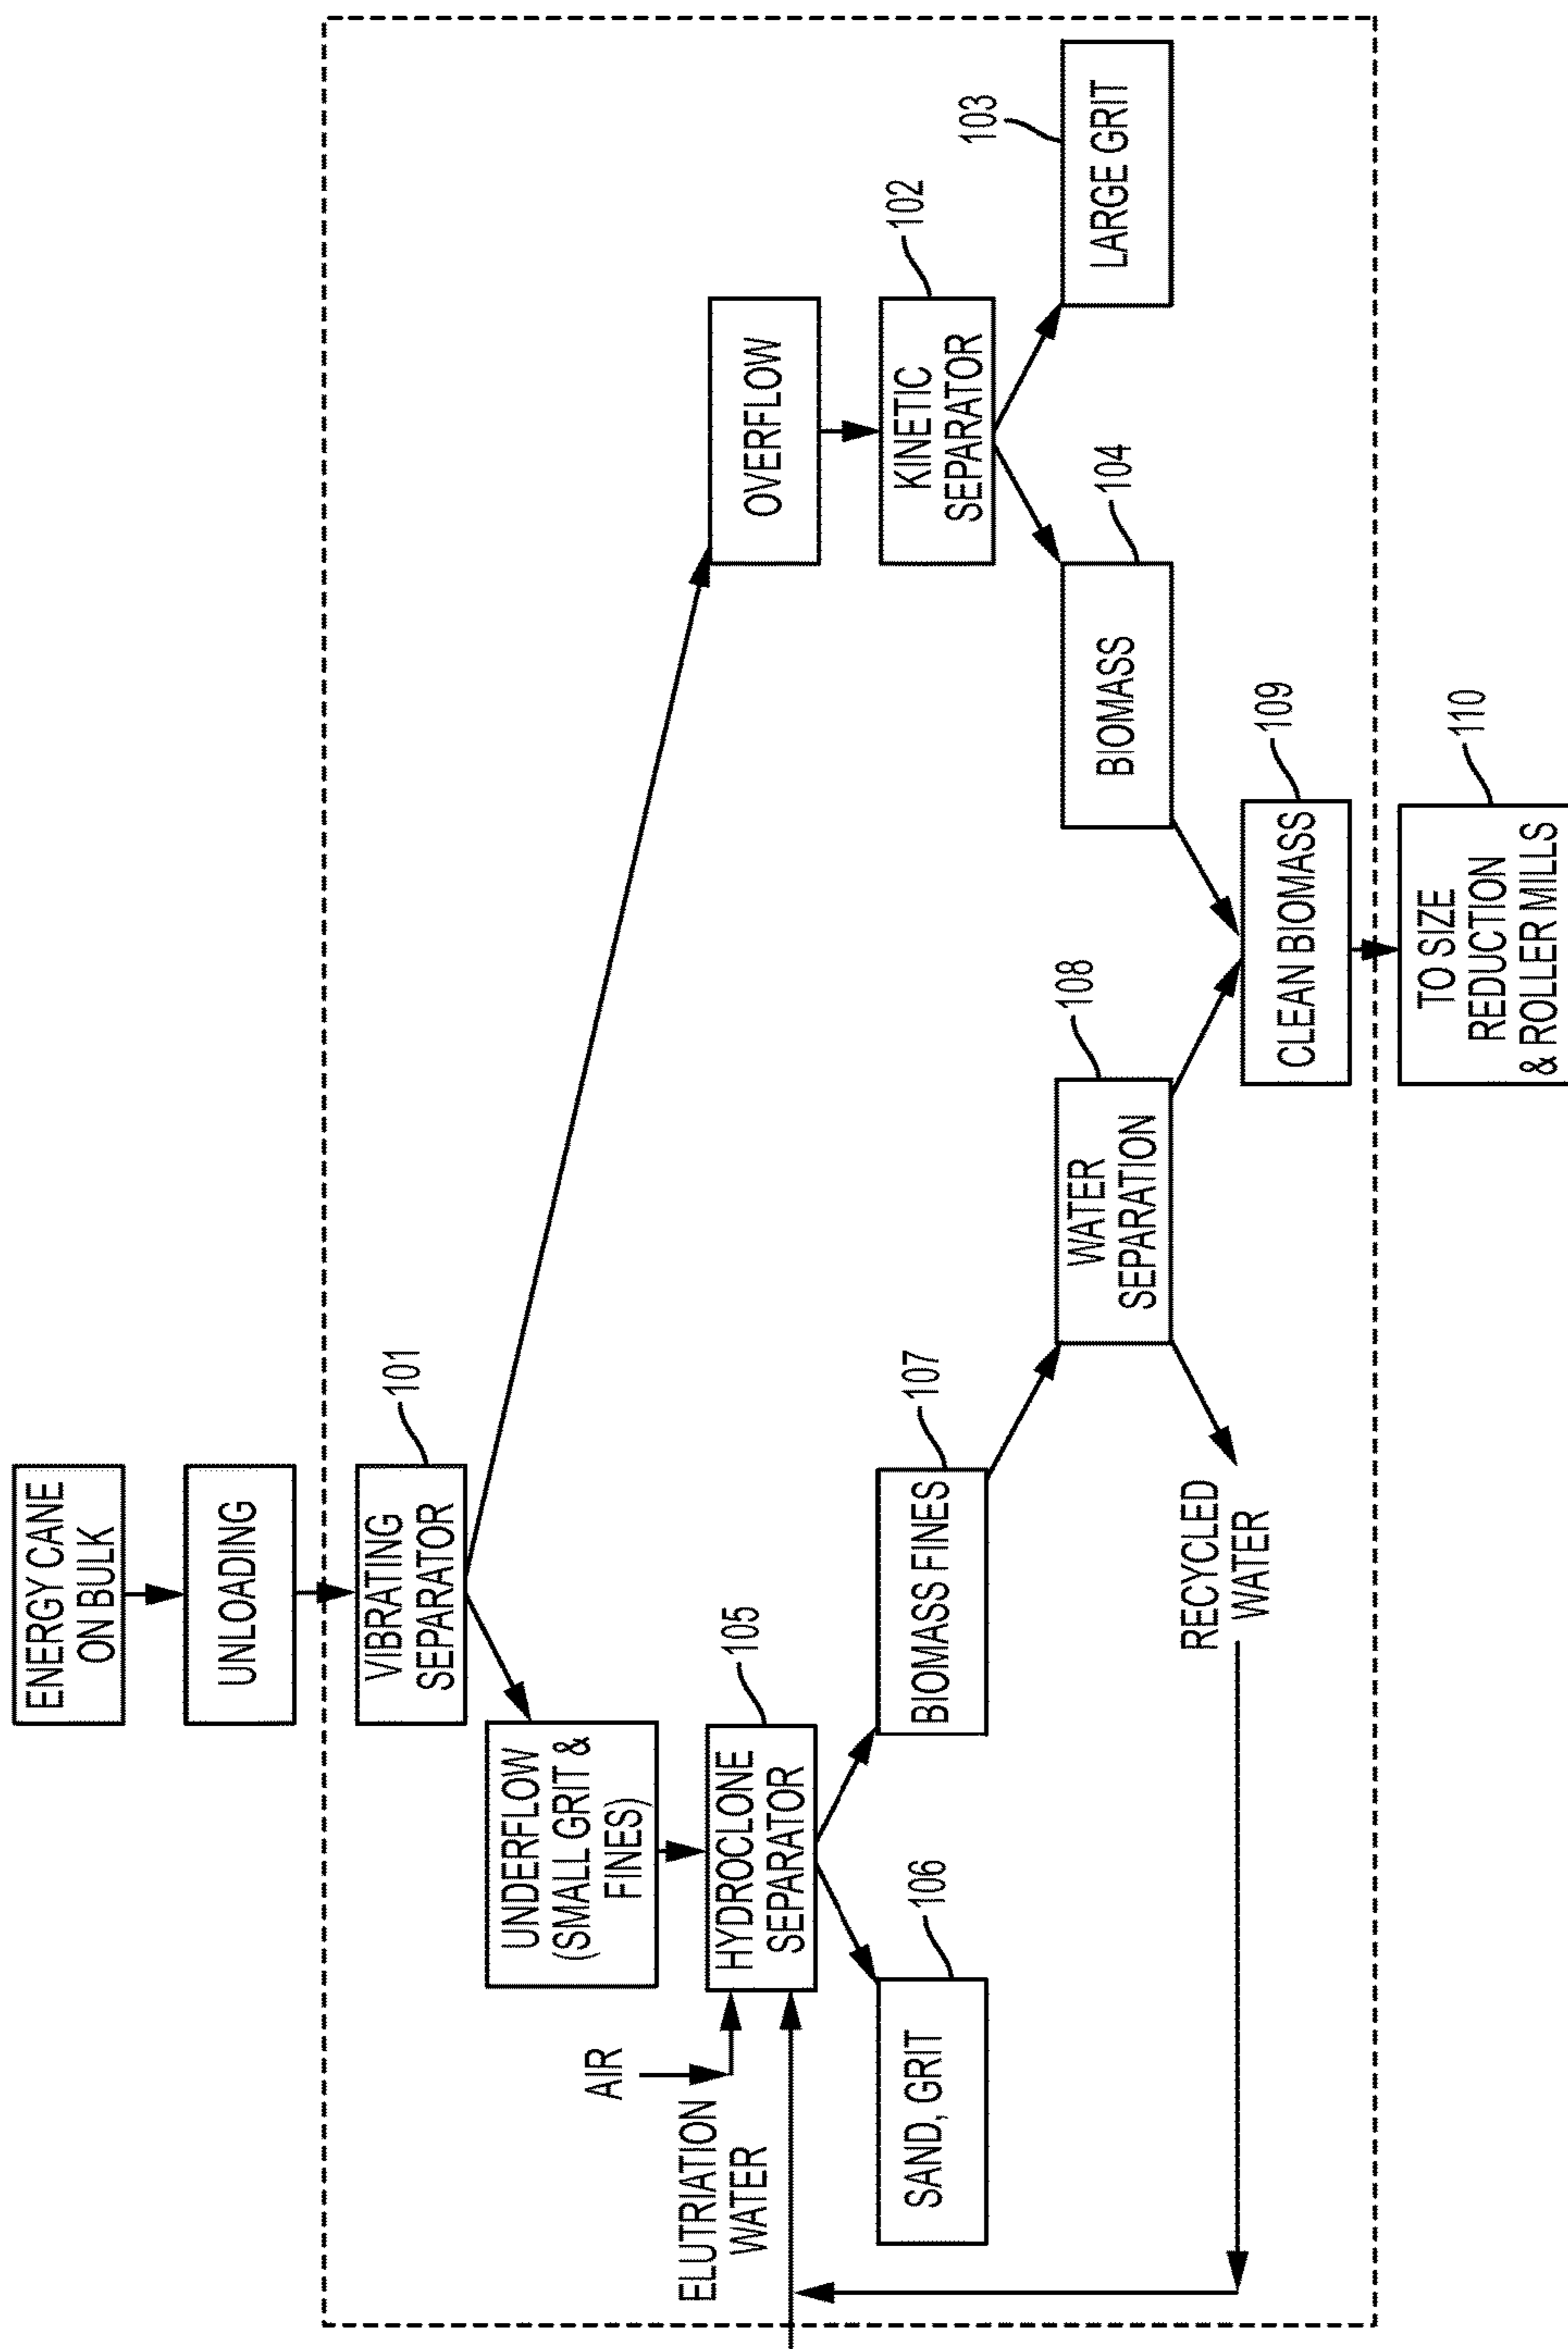 ENERGY CANE
ON BULK
UNLOADING
VIBRATING
SEPARATOR
101
UNDERFLOW
(SMALL GRIT &
FINES)
OVERFLOW
AIR
ELUTRIATION
WATER
HYDROCLONE
SEPARATOR
105
KINETIC
SEPARATOR
102
SAND, GRIT
106
BIOMASS FINES
107
WATER
SEPARATION
108
BIOMASS
104
LARGE GRIT
103
RECYCLED
WATER
CLEAN BIOMASS
109
TO SIZE
REDUCTION
& ROLLER MILLS
110